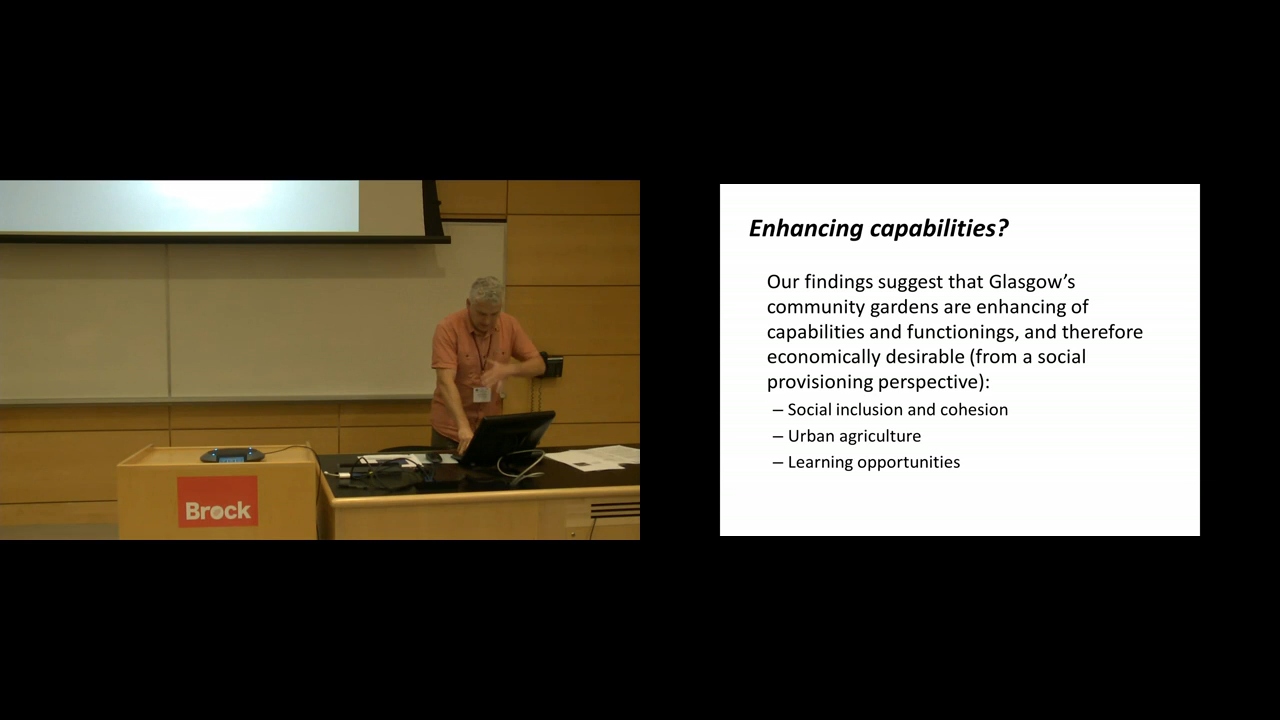 Brock
Enhancing capabilities?
Our findings suggest that Glasgow's
community gardens are enhancing of
capabilities and functionings, and therefore
economically desirable (from a social
provisioning perspective):
– Social inclusion and cohesion
– Urban agriculture
– Learning opportunities